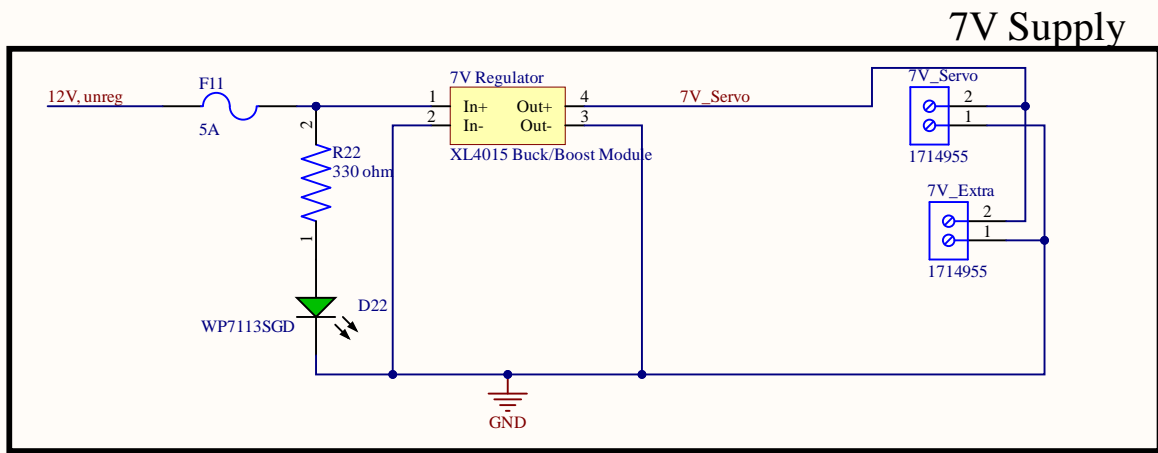 7V Supply
12V, unreg
F11
5A
7V Regulator
1 In+ Out+ 4
2 In- Out- 3
XL4015 Buck/Boost Module
7V_Servo
7V_Servo
2
1
1714955
7V_Extra
2
1
1714955
2
R22
330 ohm
1
D22
WP7113SGD
GND